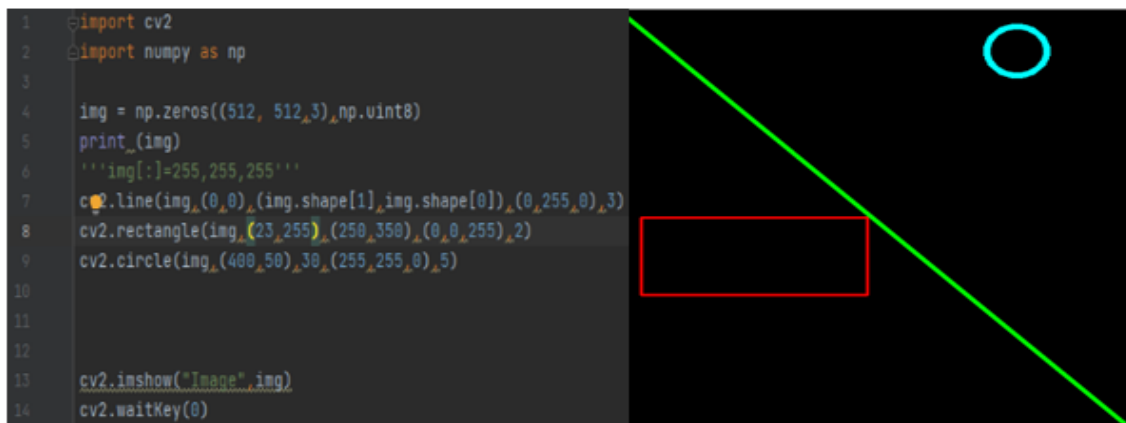 1 import cv2
2 import numpy as np
3
4 img = np.zeros((512, 512,3),np.uint8)
5 print (img)
6 '''img[:]=255,255,255'''
7 cv2.line(img,(0,0),(img.shape[1],img.shape[0]),(0,255,0),3)
8 cv2.rectangle(img,(23,255),(250,350),(0,0,255),2)
9 cv2.circle(img,(400,50),30,(255,255,0),5)
10
11
12
13 cv2.imshow("Image",img)
14 cv2.waitKey(0)